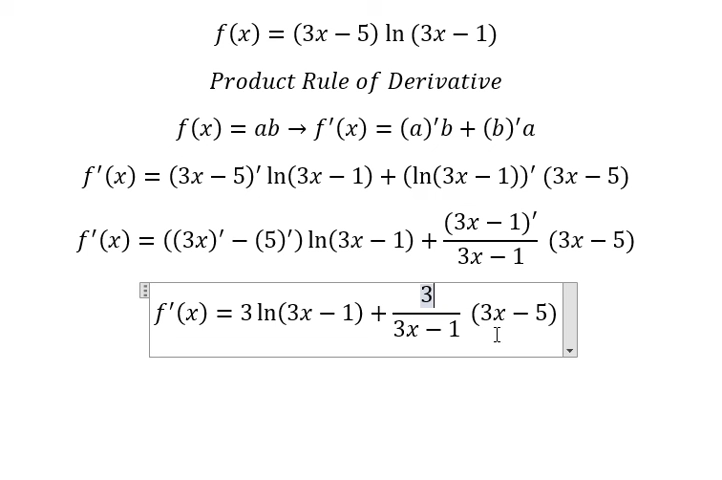 f(x) = (3x − 5) ln (3x − 1)
Product Rule of Derivative
f(x) = ab → f′(x) = (a)′b + (b)′a
f′(x) = (3x − 5)′ ln(3x − 1) + (ln(3x − 1))′ (3x − 5)
f′(x) = ((3x)′ − (5)′) ln(3x − 1) + (3x − 1)′/3x − 1 (3x − 5)
f′(x) = 3 ln(3x − 1) + 3/3x − 1 (3x − 5)